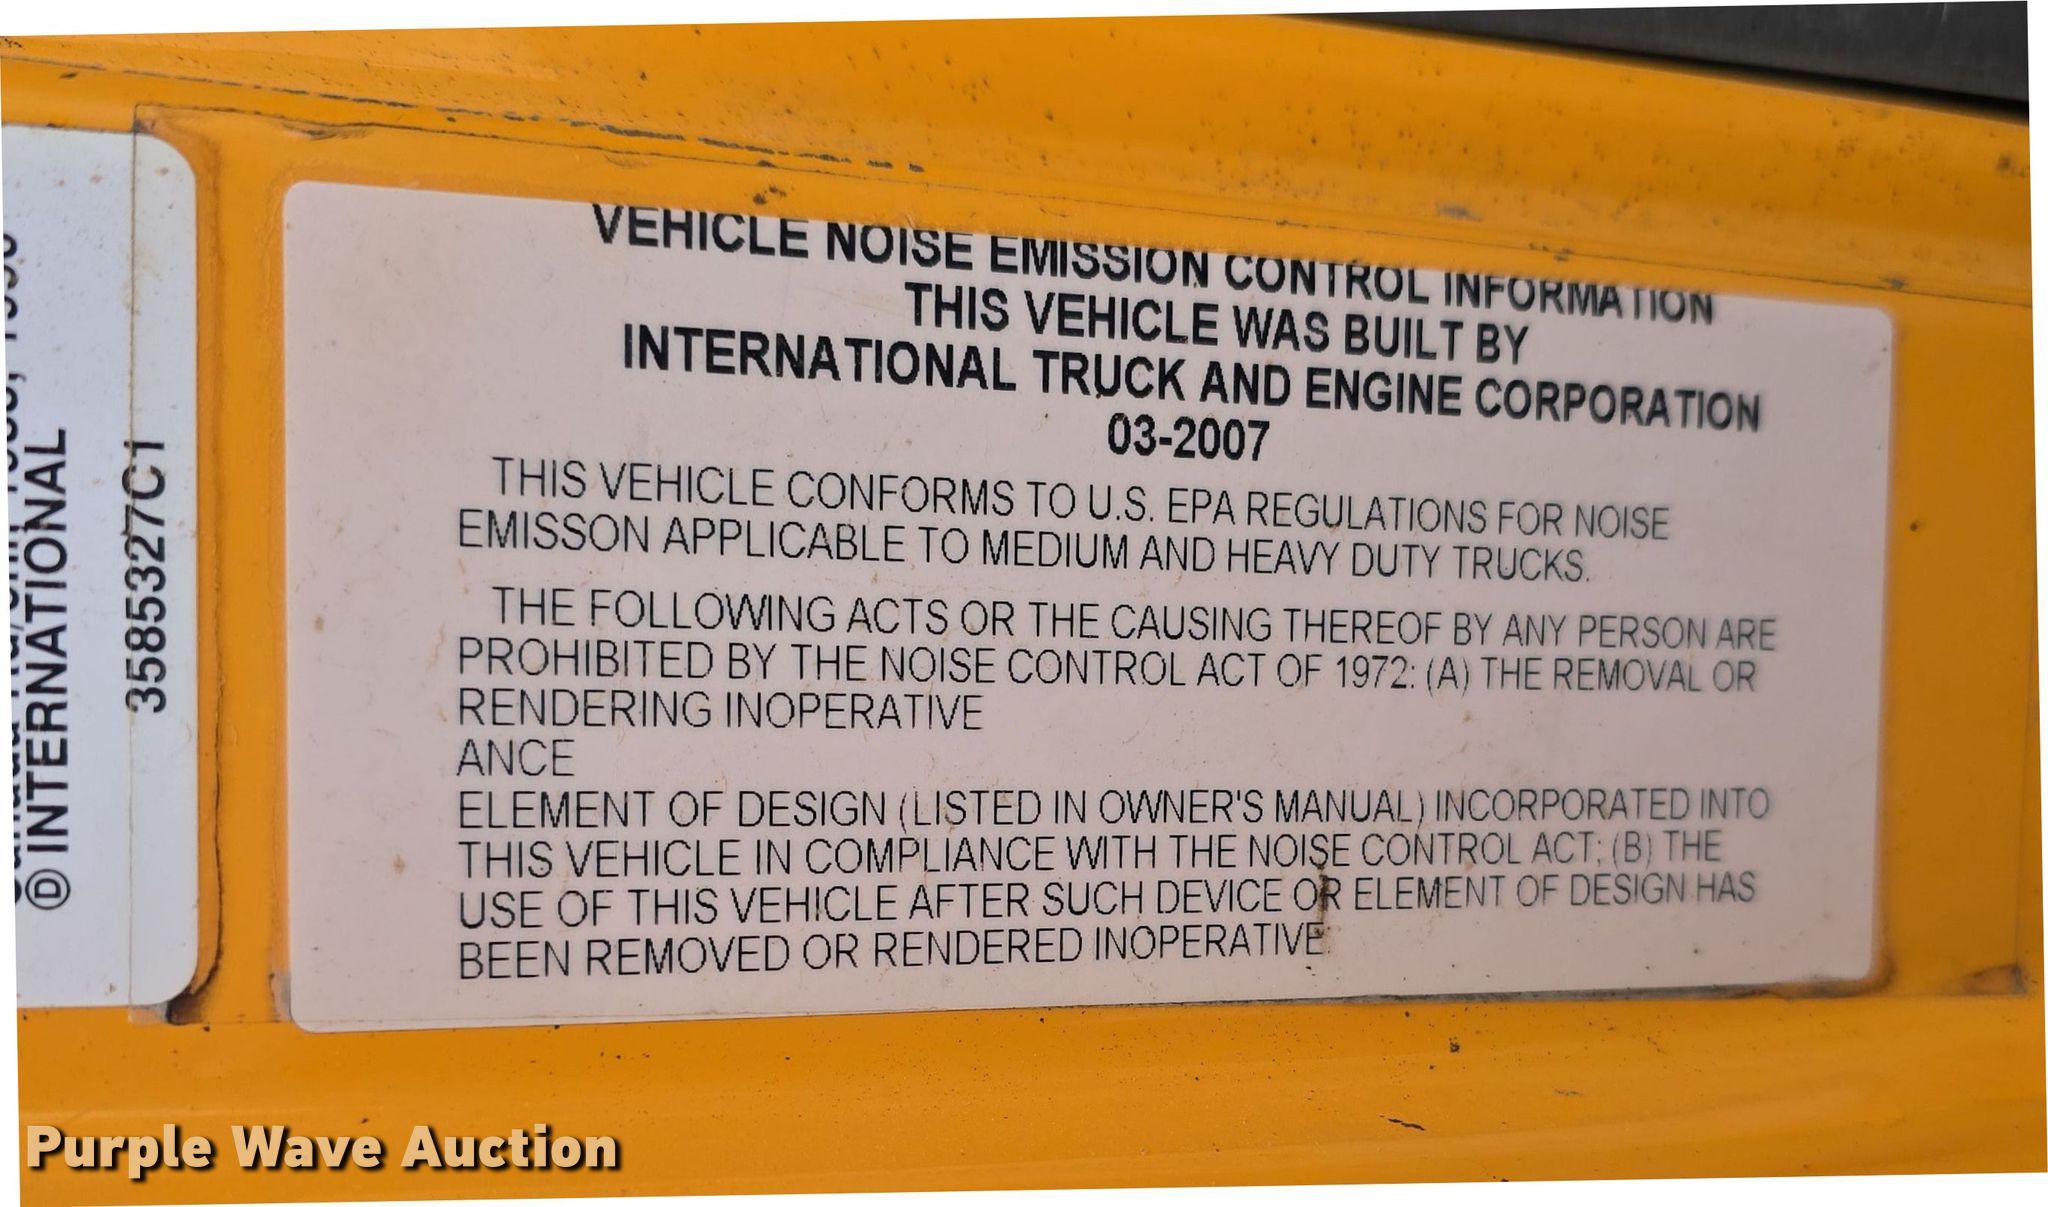 VEHICLE NOISE EMISSION CONTROL INFORMATION
THIS VEHICLE WAS BUILT BY
INTERNATIONAL TRUCK AND ENGINE CORPORATION
03-2007
THIS VEHICLE CONFORMS TO U.S. EPA REGULATIONS FOR NOISE
EMISSON APPLICABLE TO MEDIUM AND HEAVY DUTY TRUCKS.
THE FOLLOWING ACTS OR THE CAUSING THEREOF BY ANY PERSON ARE
PROHIBITED BY THE NOISE CONTROL ACT OF 1972: (A) THE REMOVAL OR
RENDERING INOPERATIVE
ANCE
ELEMENT OF DESIGN (LISTED IN OWNER'S MANUAL) INCORPORATED INTO
THIS VEHICLE IN COMPLIANCE WITH THE NOISE CONTROL ACT; (B) THE
USE OF THIS VEHICLE AFTER SUCH DEVICE OR ELEMENT OF DESIGN HAS
BEEN REMOVED OR RENDERED INOPERATIVE.
Ⓓ INTERNATIONAL
3585327C1
Purple Wave Auction